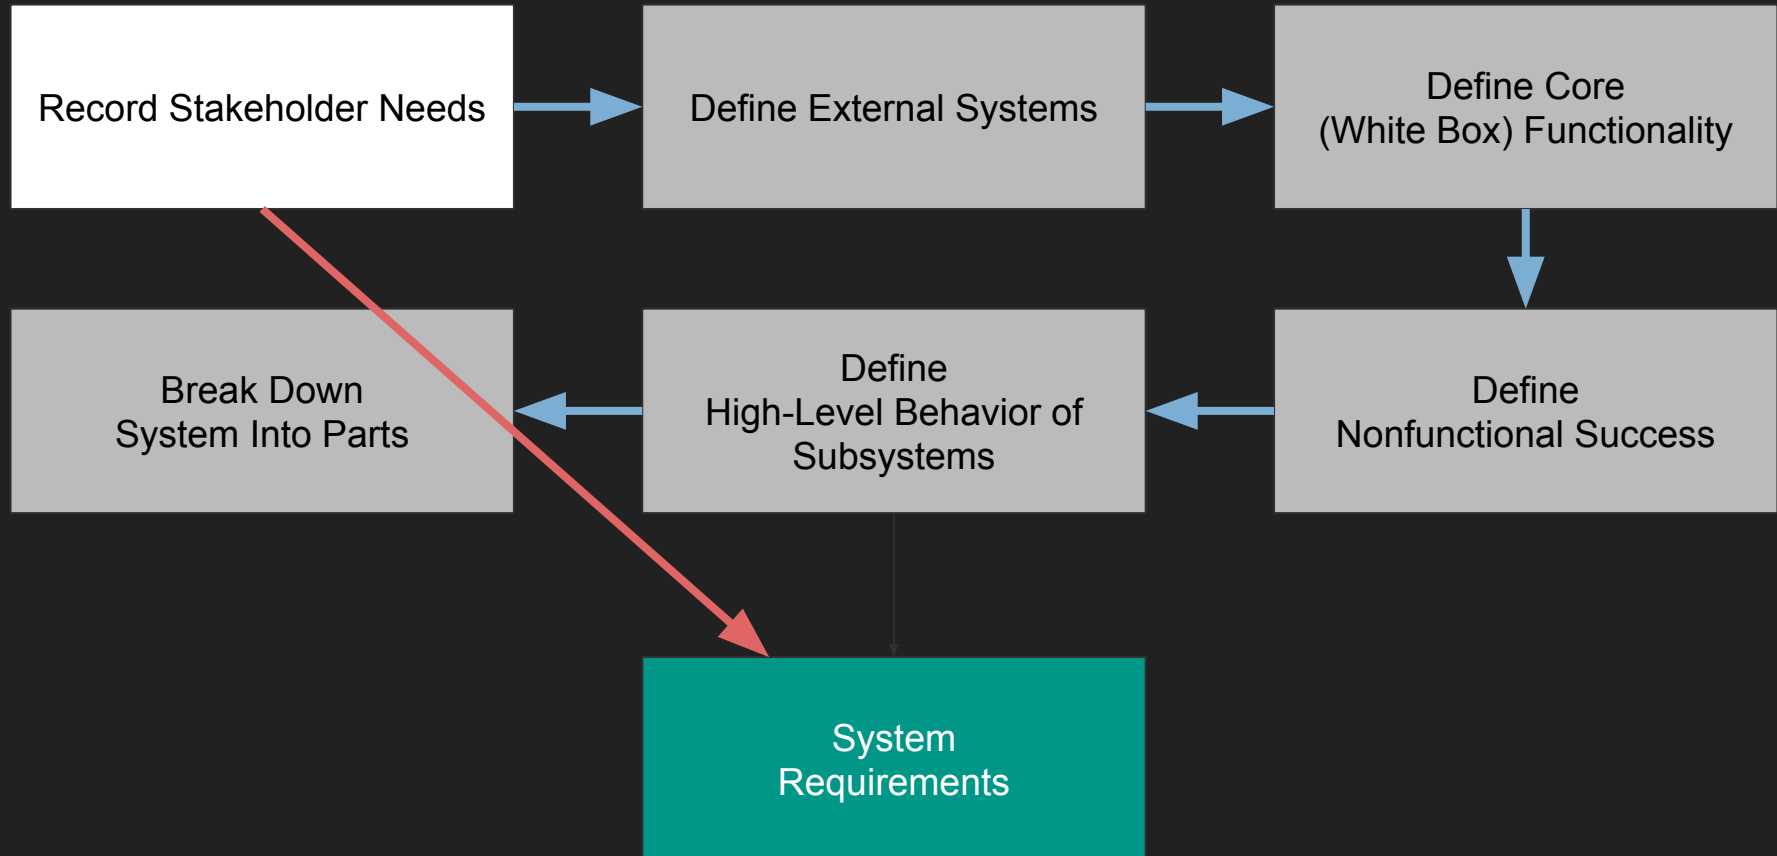 Record Stakeholder Needs
Define External Systems
Define Core
(White Box) Functionality
Break Down
System Into Parts
Define
High-Level Behavior of
Subsystems
Define
Nonfunctional Success
System
Requirements